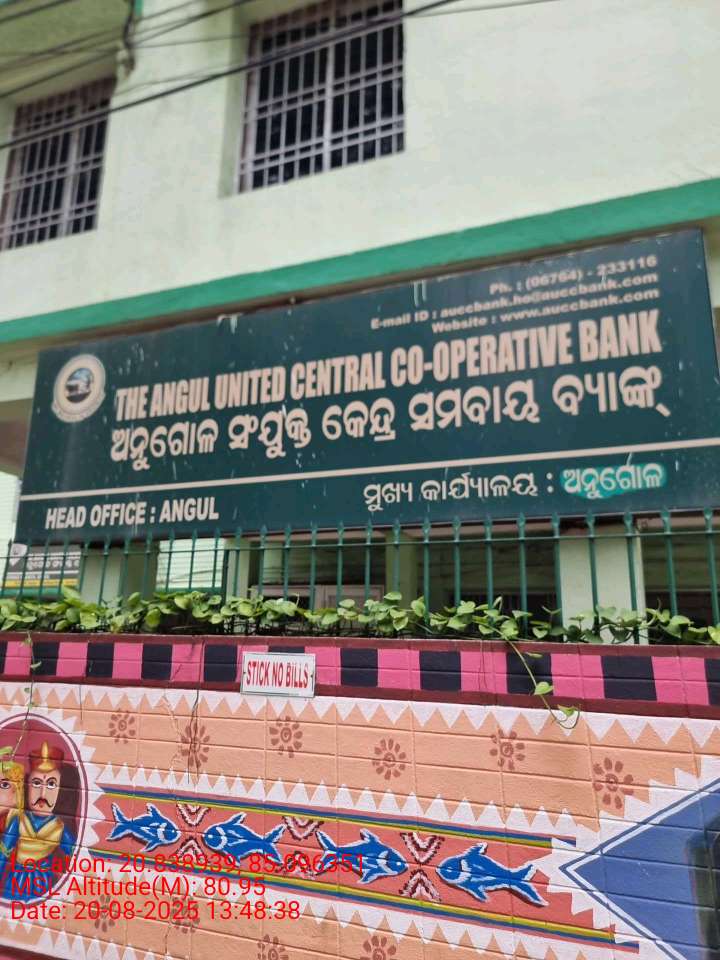 Ph. : (06764) - 233116
E-mail ID : auccbank.ho@auccbank.com
Website : www.auccbank.com
THE ANGUL UNITED CENTRAL CO-OPERATIVE BANK
ଅନୁଗୋଳ ସଂଯୁକ୍ତ କେନ୍ଦ୍ର ସମବାୟ ବ୍ୟାଙ୍କ୍
HEAD OFFICE : ANGUL
ମୁଖ୍ୟ କାର୍ଯ୍ୟାଳୟ : ଅନୁଗୋଳ
STICK NO BILLS
Location: 20.838939, 85.096351
MSL Altitude(M): 80.95
Date: 20-08-2025 13:48:38